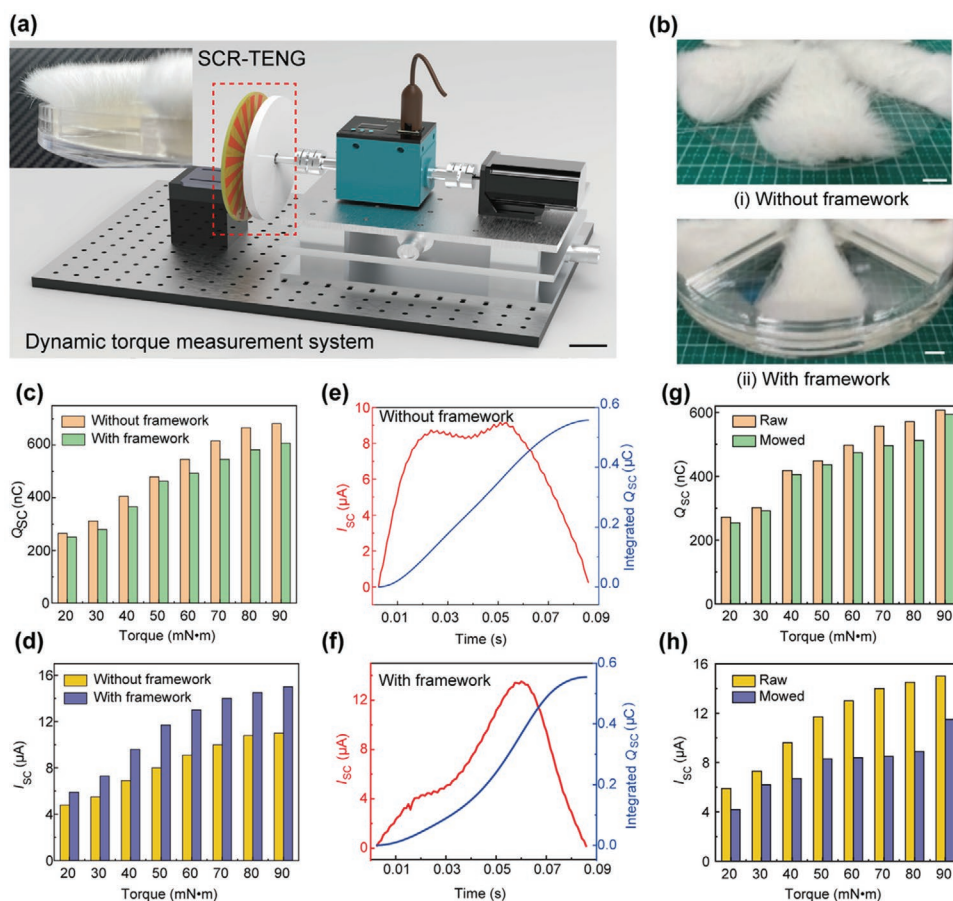 (a)
SCR-TENG
Dynamic torque measurement system
(b)
(i) Without framework
(ii) With framework
(c)
Without framework
With framework
Q_SC (nC)
600
400
200
0
20 30 40 50 60 70 80 90
Torque (mN•m)
(d)
Without framework
With framework
I_SC (μA)
16
12
8
4
0
20 30 40 50 60 70 80 90
Torque (mN•m)
(e)
Without framework
I_SC (μA)
10
8
6
4
2
0
Integrated Q_SC (μC)
0.6
0.4
0.2
0.0
0.01 0.03 0.05 0.07 0.09
Time (s)
(f)
With framework
I_SC (μA)
12
8
4
0
Integrated Q_SC (μC)
0.6
0.4
0.2
0.0
0.01 0.03 0.05 0.07 0.09
Time (s)
(g)
Raw
Mowed
Q_SC (nC)
600
400
200
0
20 30 40 50 60 70 80 90
Torque (mN•m)
(h)
Raw
Mowed
I_SC (μA)
16
12
8
4
0
20 30 40 50 60 70 80 90
Torque (mN•m)